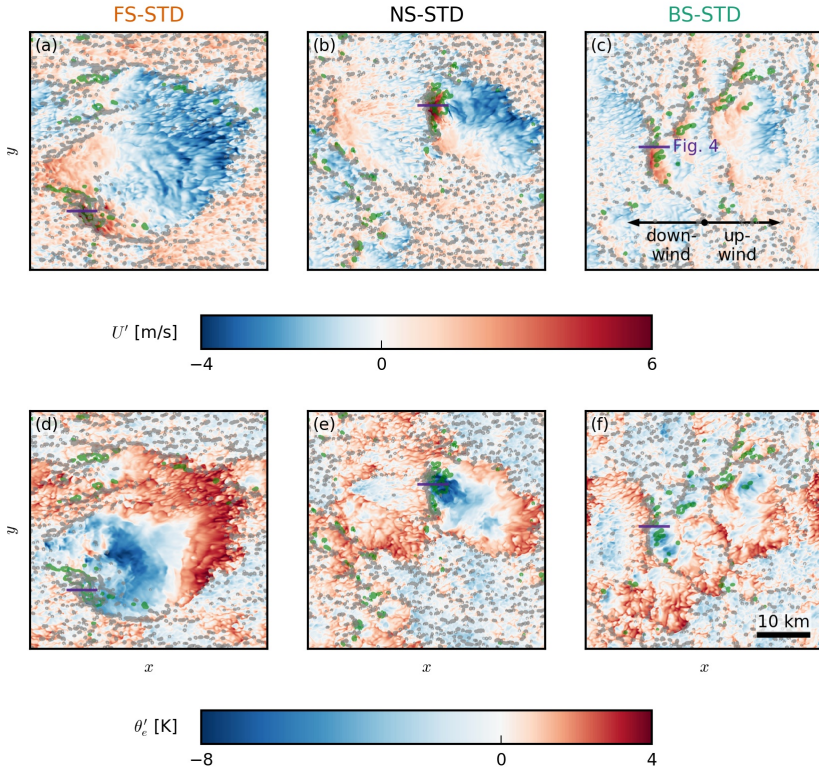 FS-STD NS-STD BS-STD
(a) (b) (c)
y
Fig. 4
down-wind up-wind
U′ [m/s]
−4 0 6
(d) (e) (f)
y
10 km
x x x
θ′ₑ [K]
−8 0 4